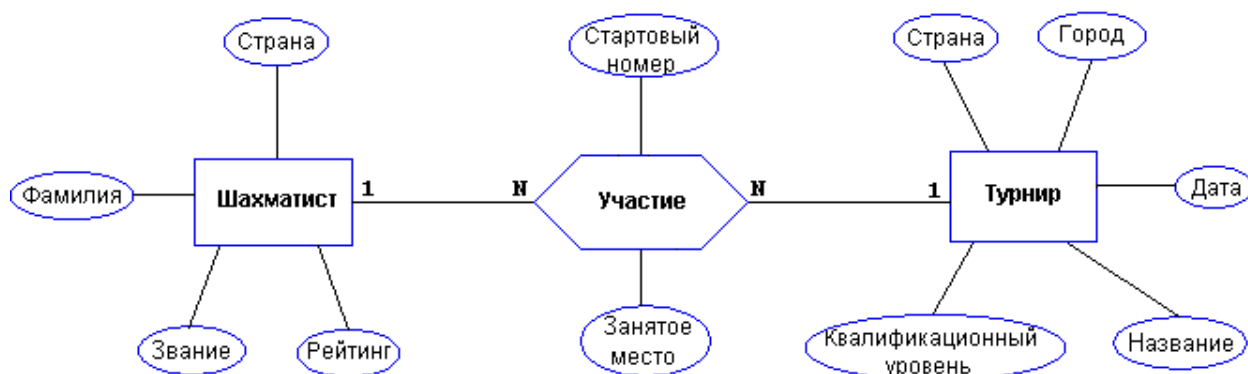 Страна
Стартовый
номер
Страна
Город
Фамилия
Шахматист
1
N
Участие
N
1
Турнир
Дата
Звание
Рейтинг
Занятое
место
Квалификационный
уровень
Название